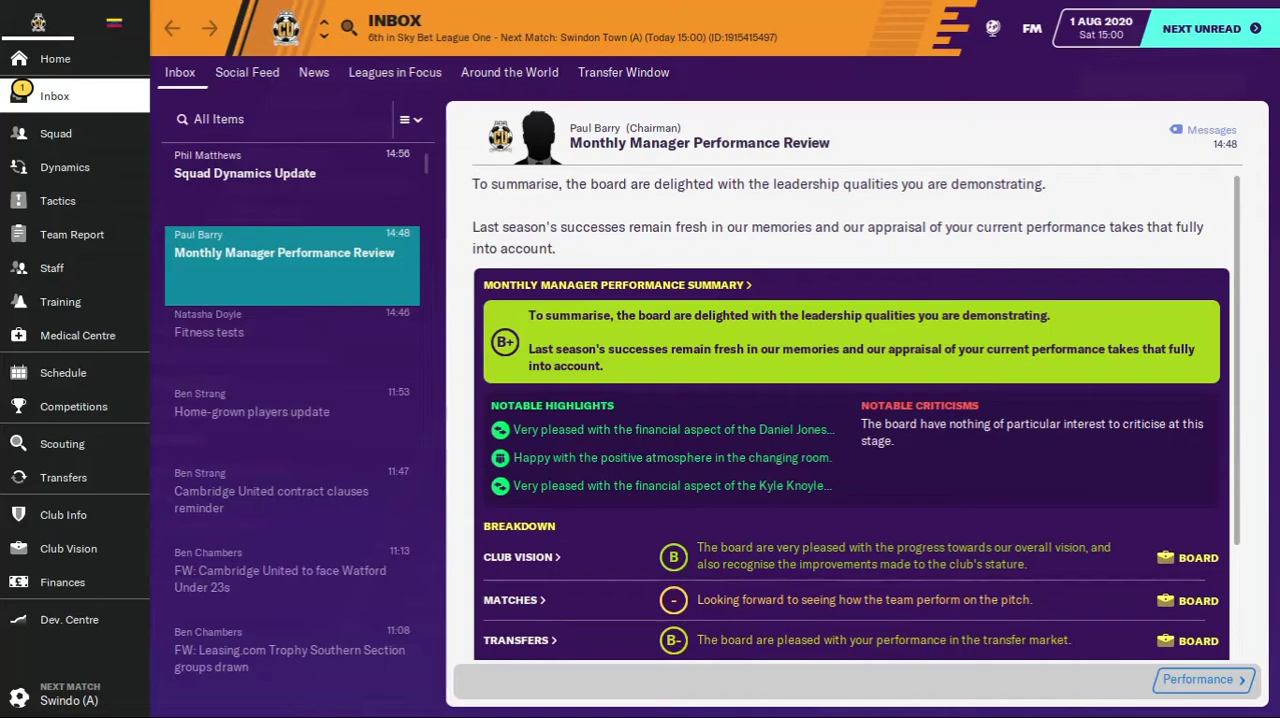 INBOX
6th in Sky Bet League One - Next Match: Swindon Town (A) (Today 15:00) (ID:1915415497)
FM
1 AUG 2020
Sat 15:00
NEXT UNREAD
Home
1
Inbox
Squad
Dynamics
Tactics
Team Report
Staff
Training
Medical Centre
Schedule
Competitions
Scouting
Transfers
Club Info
Club Vision
Finances
Dev. Centre
NEXT MATCH
Swindo (A)
Inbox Social Feed News Leagues in Focus Around the World Transfer Window
All Items
Phil Matthews 14:56
Squad Dynamics Update
Paul Barry 14:48
Monthly Manager Performance Review
Natasha Doyle 14:46
Fitness tests
Ben Strang 11:53
Home-grown players update
Ben Strang 11:47
Cambridge United contract clauses
reminder
Ben Chambers 11:13
FW: Cambridge United to face Watford
Under 23s
Ben Chambers 11:08
FW: Leasing.com Trophy Southern Section
groups drawn
CU
Paul Barry (Chairman)
Monthly Manager Performance Review
Messages
14:48
To summarise, the board are delighted with the leadership qualities you are demonstrating.
Last season's successes remain fresh in our memories and our appraisal of your current performance takes that fully
into account.
MONTHLY MANAGER PERFORMANCE SUMMARY >
B+
To summarise, the board are delighted with the leadership qualities you are demonstrating.
Last season's successes remain fresh in our memories and our appraisal of your current performance takes that fully
into account.
NOTABLE HIGHLIGHTS
Very pleased with the financial aspect of the Daniel Jones...
Happy with the positive atmosphere in the changing room.
Very pleased with the financial aspect of the Kyle Knoyle...
NOTABLE CRITICISMS
The board have nothing of particular interest to criticise at this
stage.
BREAKDOWN
CLUB VISION > B The board are very pleased with the progress towards our overall vision, and
also recognise the improvements made to the club's stature. BOARD
MATCHES > - Looking forward to seeing how the team perform on the pitch. BOARD
TRANSFERS > B- The board are pleased with your performance in the transfer market. BOARD
Performance >